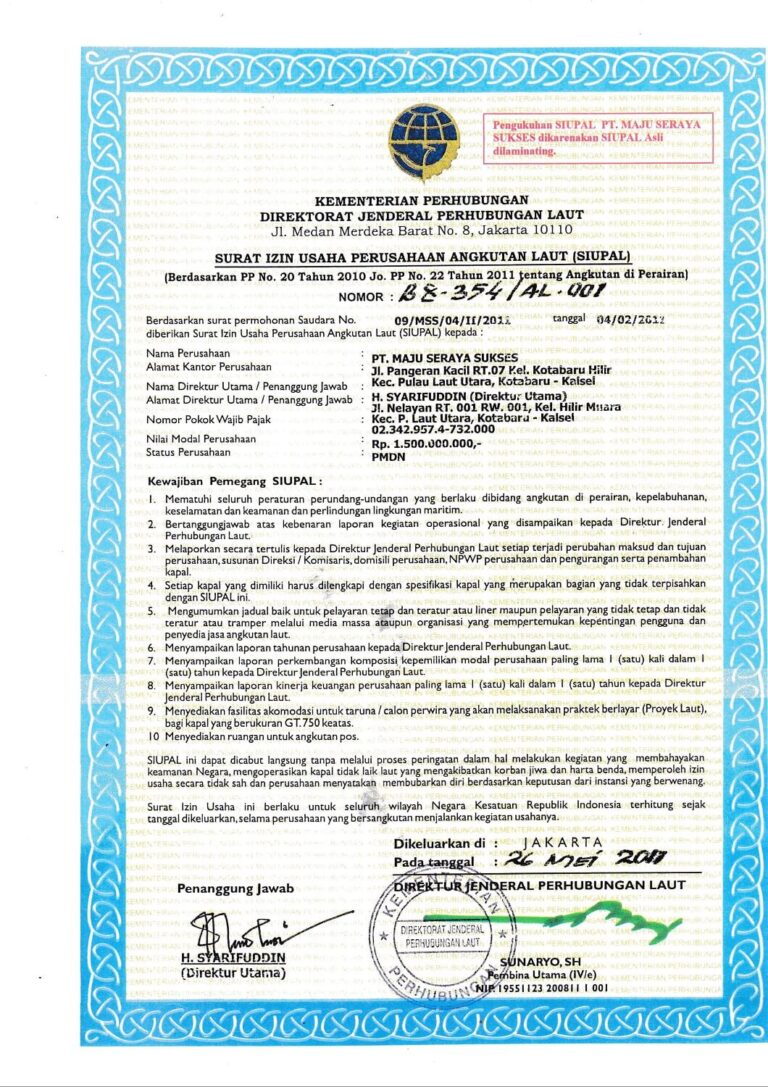 Pengukuhan SIUPAL PT. MAJU SERAYA
SUKSES dikarenakan SIUPAL Asli
dilaminating.
KEMENTERIAN PERHUBUNGAN
DIREKTORAT JENDERAL PERHUBUNGAN LAUT
Jl. Medan Merdeka Barat No. 8, Jakarta 10110
SURAT IZIN USAHA PERUSAHAAN ANGKUTAN LAUT (SIUPAL)
(Berdasarkan PP No. 20 Tahun 2010 Jo. PP No. 22 Tahun 2011 tentang Angkutan di Perairan)
NOMOR : B8-354/AL.001
Berdasarkan surat permohonan Saudara No. 09/MSS/04/II/2011 tanggal 04/02/2012
diberikan Surat Izin Usaha Perusahaan Angkutan Laut (SIUPAL) kepada :
Nama Perusahaan : PT. MAJU SERAYA SUKSES
Alamat Kantor Perusahaan : Jl. Pangeran Kacil RT.07 Kel. Kotabaru Hilir
Kec. Pulau Laut Utara, Kotabaru - Kalsel
Nama Direktur Utama / Penanggung Jawab : H. SYARIFUDDIN (Direktur Utama)
Alamat Direktur Utama / Penanggung Jawab : Jl. Nelayan RT. 001 RW. 001, Kel. Hilir Muara
Kec. P. Laut Utara, Kotabaru - Kalsel
Nomor Pokok Wajib Pajak : 02.342.957.4-732.000
Nilai Modal Perusahaan : Rp. 1.500.000.000,-
Status Perusahaan : PMDN
Kewajiban Pemegang SIUPAL :
1. Mematuhi seluruh peraturan perundang-undangan yang berlaku dibidang angkutan di perairan, kepelabuhanan,
keselamatan dan keamanan dan perlindungan lingkungan maritim.
2. Bertanggungjawab atas kebenaran laporan kegiatan operasional yang disampaikan kepada Direktur Jenderal
Perhubungan Laut.
3. Melaporkan secara tertulis kepada Direktur Jenderal Perhubungan Laut setiap terjadi perubahan maksud dan tujuan
perusahaan, susunan Direksi / Komisaris, domisili perusahaan, NPWP perusahaan dan pengurangan serta penambahan
kapal.
4. Setiap kapal yang dimiliki harus dilengkapi dengan spesifikasi kapal yang merupakan bagian yang tidak terpisahkan
dengan SIUPAL ini.
5. Mengumumkan jadual baik untuk pelayaran tetap dan teratur atau liner maupun pelayaran yang tidak tetap dan tidak
teratur atau tramper melalui media massa ataupun organisasi yang mempertemukan kepentingan pengguna dan
penyedia jasa angkutan laut.
6. Menyampaikan laporan tahunan perusahaan kepada Direktur Jenderal Perhubungan Laut.
7. Menyampaikan laporan perkembangan komposisi kepemilikan modal perusahaan paling lama 1 (satu) kali dalam 1
(satu) tahun kepada Direktur Jenderal Perhubungan Laut.
8. Menyampaikan laporan kinerja keuangan perusahaan paling lama 1 (satu) kali dalam 1 (satu) tahun kepada Direktur
Jenderal Perhubungan Laut.
9. Menyediakan fasilitas akomodasi untuk taruna / calon perwira yang akan melaksanakan praktek berlayar (Proyek Laut),
bagi kapal yang berukuran GT.750 keatas.
10 Menyediakan ruangan untuk angkutan pos.
SIUPAL ini dapat dicabut langsung tanpa melalui proses peringatan dalam hal melakukan kegiatan yang membahayakan
keamanan Negara, mengoperasikan kapal tidak laik laut yang mengakibatkan korban jiwa dan harta benda, memperoleh izin
usaha secara tidak sah dan perusahaan menyatakan membubarkan diri berdasarkan keputusan dari instansi yang berwenang.
Surat Izin Usaha ini berlaku untuk seluruh wilayah Negara Kesatuan Republik Indonesia terhitung sejak
tanggal dikeluarkan, selama perusahaan yang bersangkutan menjalankan kegiatan usahanya.
Dikeluarkan di : JAKARTA
Pada tanggal : 26 MEI 2011
Penanggung Jawab
DIREKTUR JENDERAL PERHUBUNGAN LAUT
KEMENTERIAN
DIREKTORAT JENDERAL
PERHUBUNGAN LAUT
PERHUBUNGAN
H. SYARIFUDDIN
(Direktur Utama)
SUNARYO, SH
Pembina Utama (IV/e)
NIP. 19551123 200811 1 001